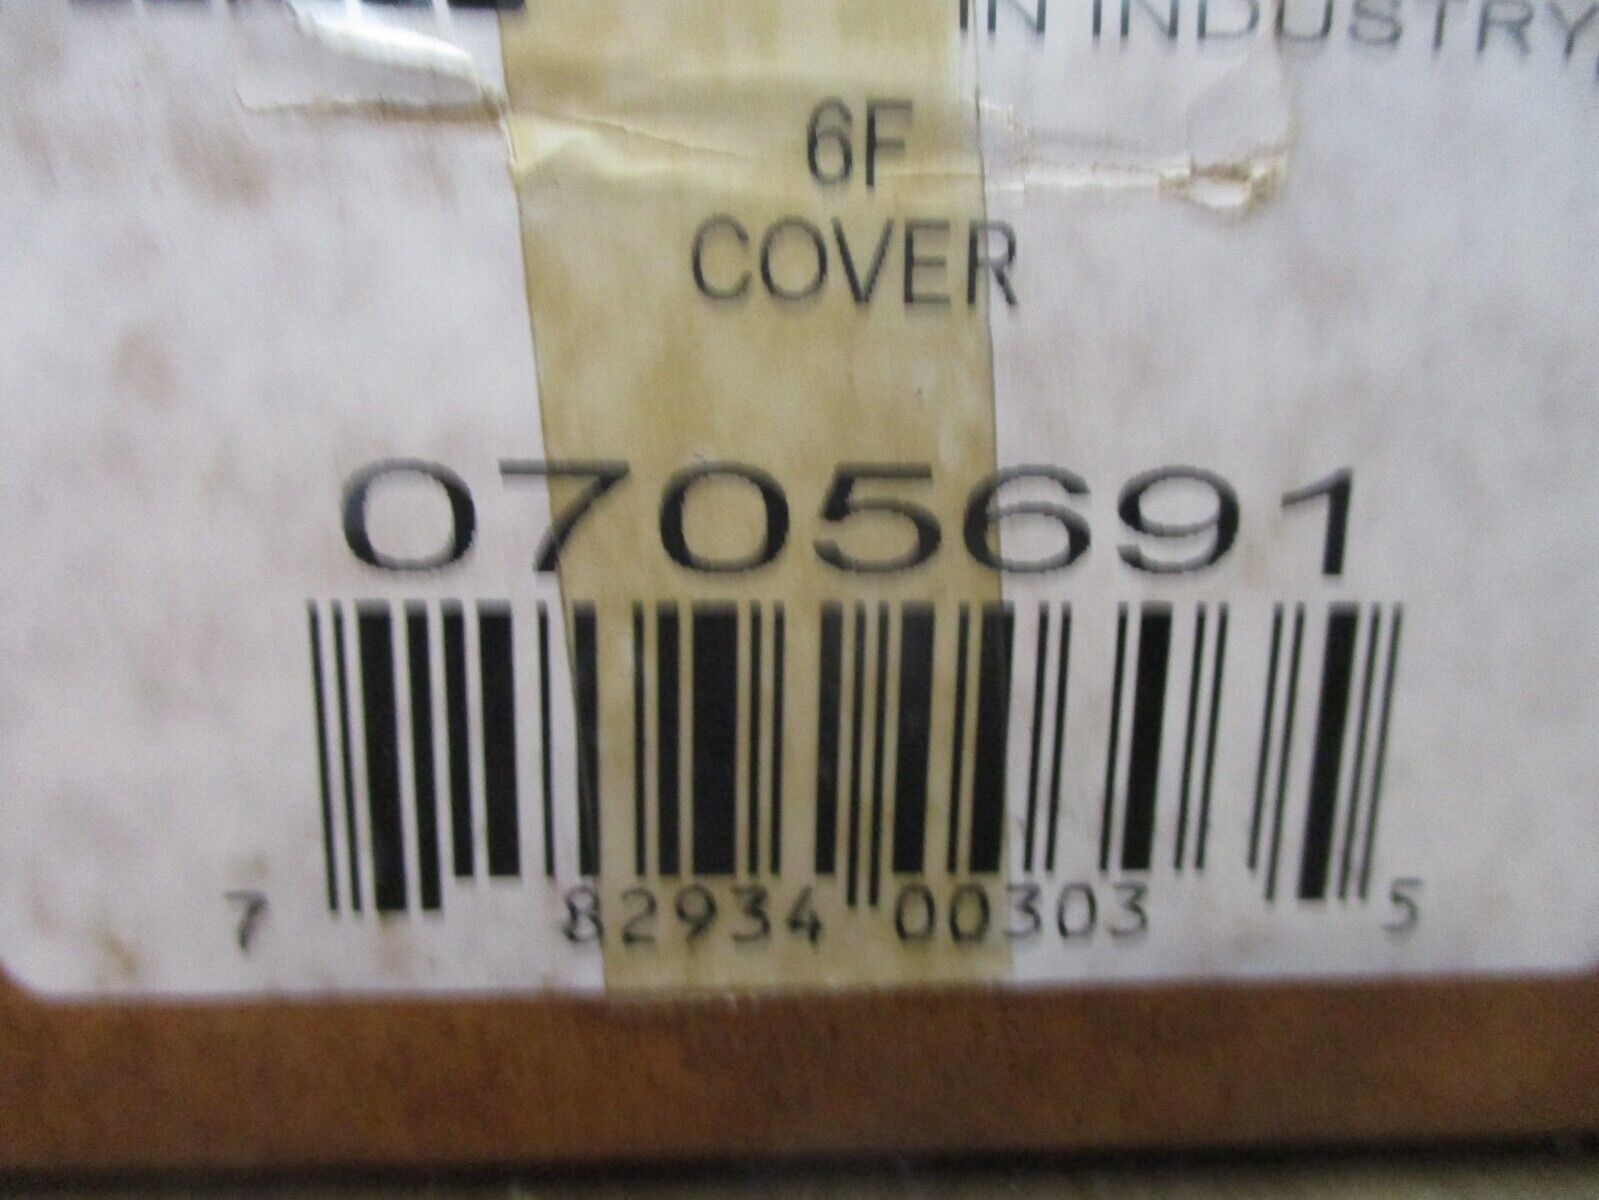 IN INDUSTRY
6F
COVER
0705691
7 82934 00303 5